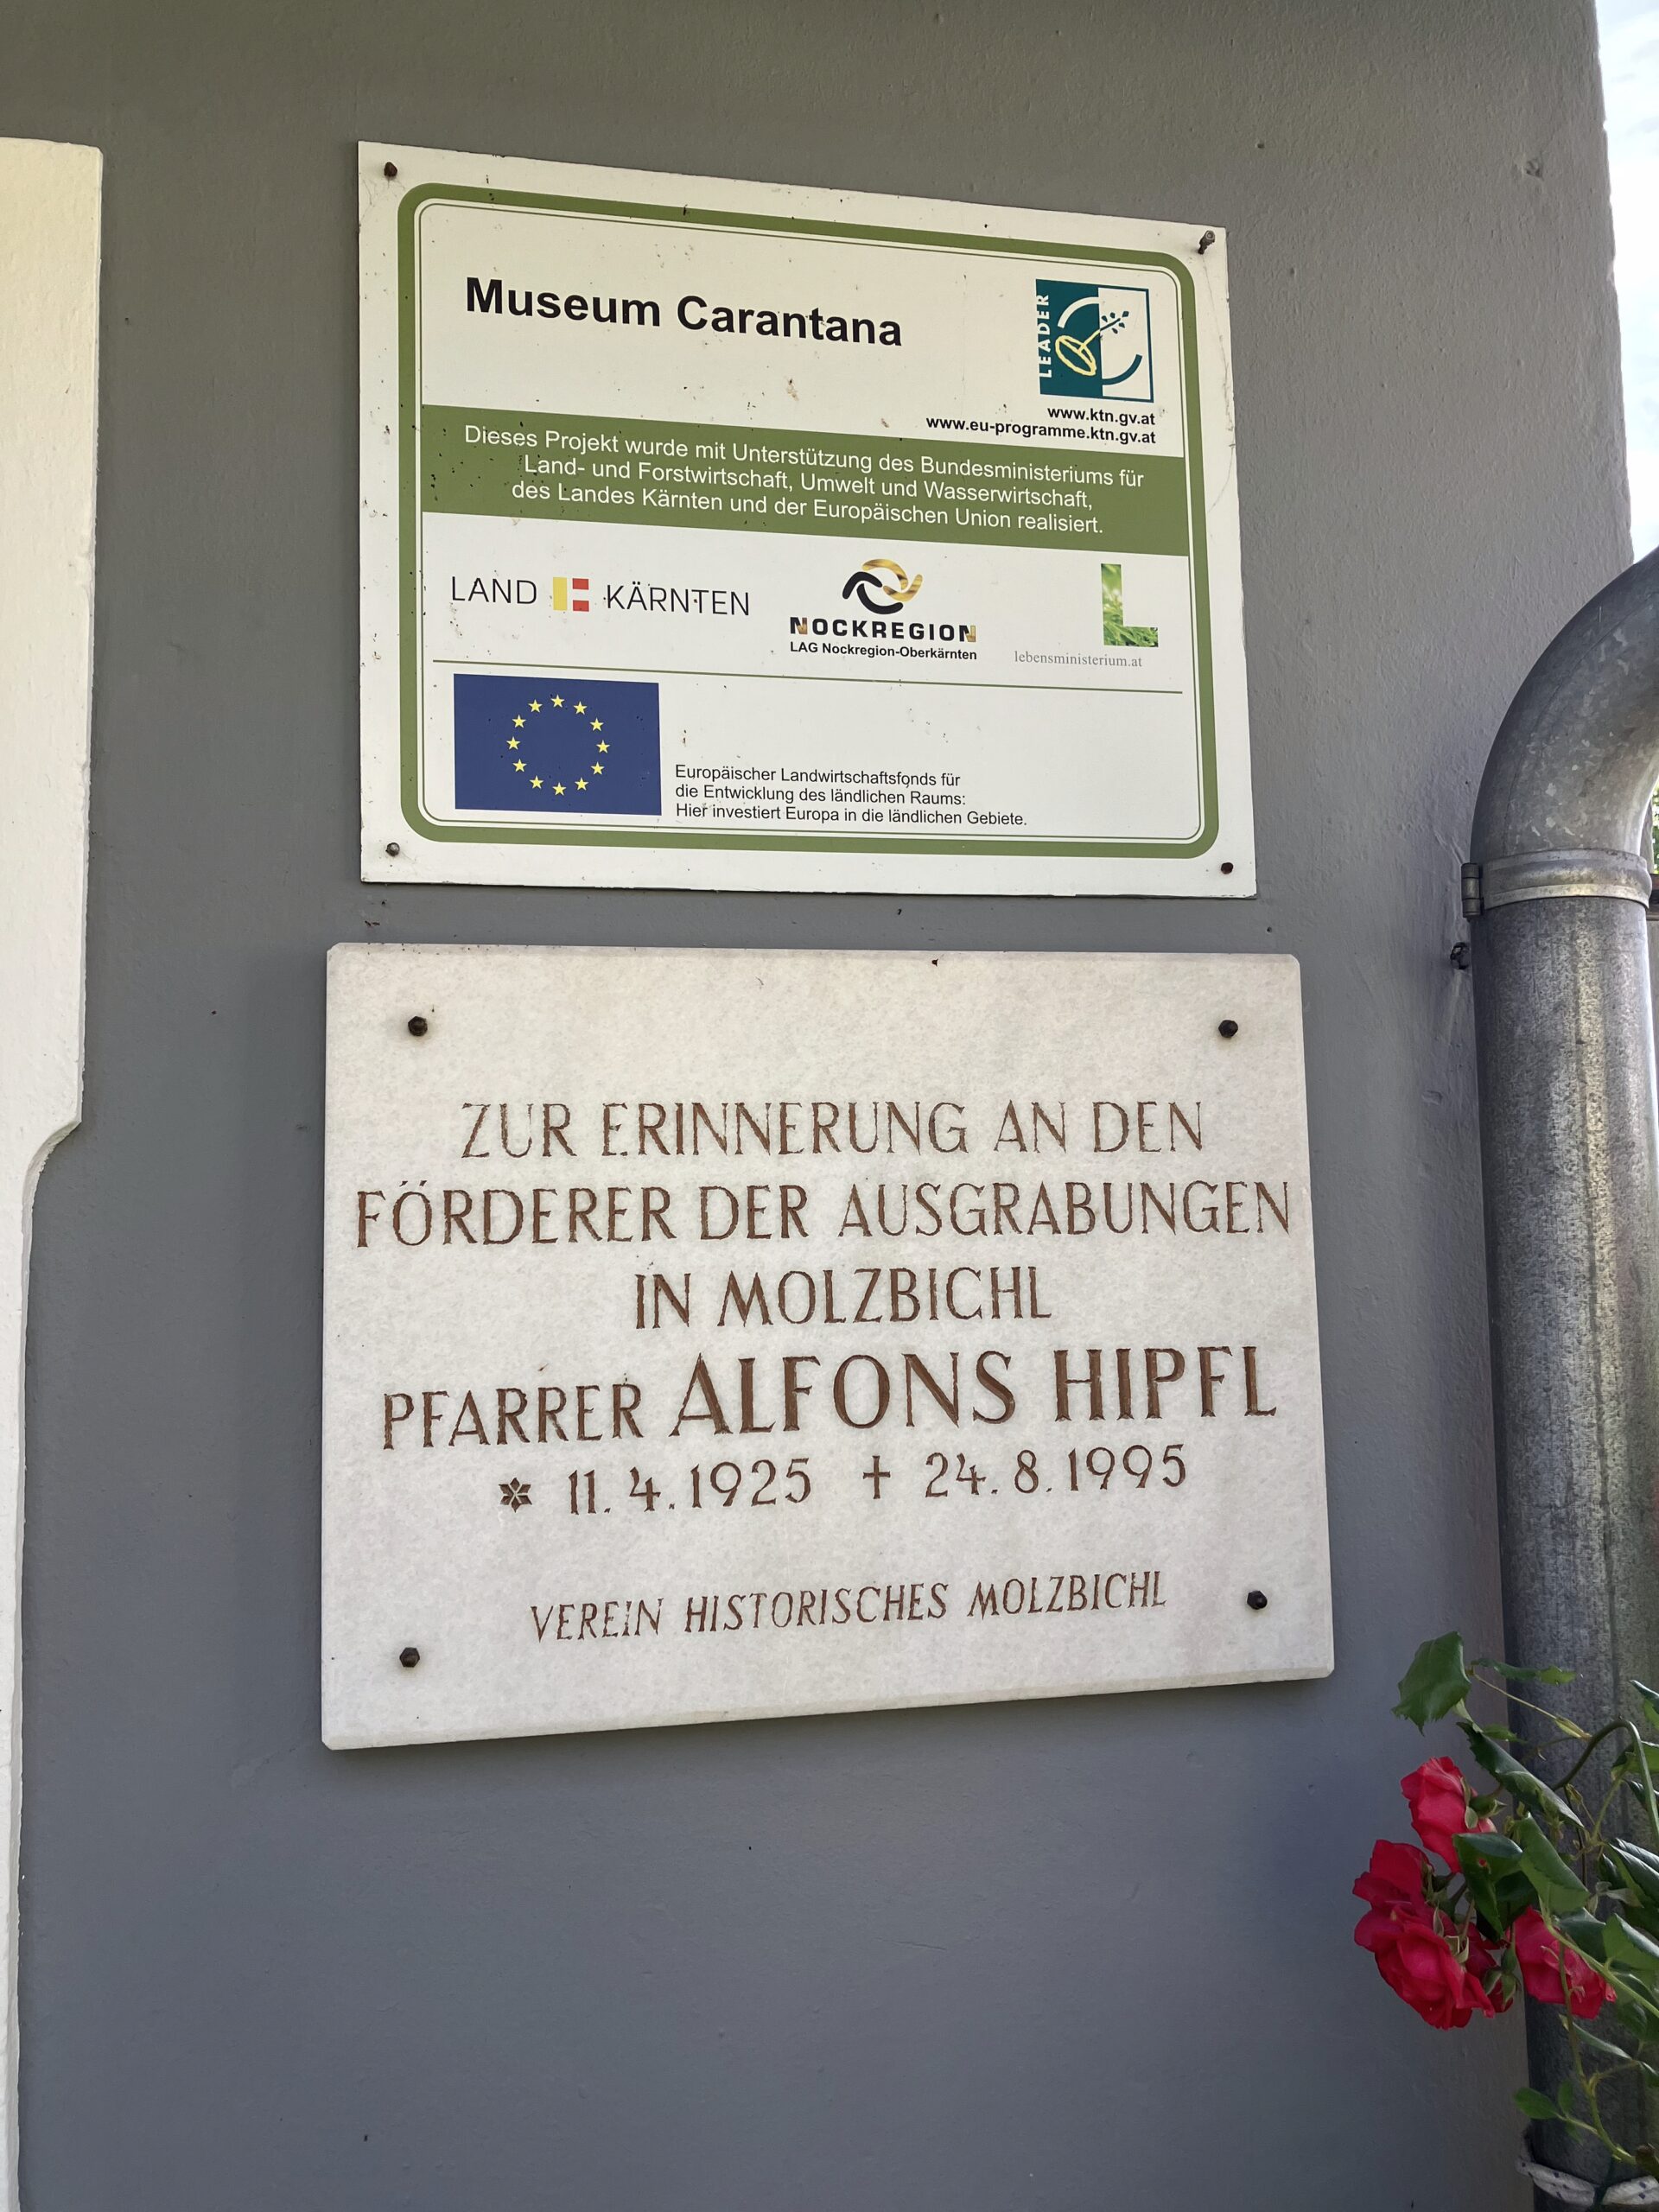 Museum Carantana
LEADER
www.ktn.gv.at
www.eu-programme.ktn.gv.at
Dieses Projekt wurde mit Unterstützung des Bundesministeriums für
Land- und Forstwirtschaft, Umwelt und Wasserwirtschaft,
des Landes Kärnten und der Europäischen Union realisiert.
LAND KÄRNTEN
NOCKREGION
LAG Nockregion-Oberkärnten
L
lebensministerium.at
Europäischer Landwirtschaftsfonds für
die Entwicklung des ländlichen Raums:
Hier investiert Europa in die ländlichen Gebiete.
ZUR ERINNERUNG AN DEN
FÖRDERER DER AUSGRABUNGEN
IN MOLZBICHL
PFARRER ALFONS HIPFL
* 11.4.1925 † 24.8.1995
VEREIN HISTORISCHES MOLZBICHL